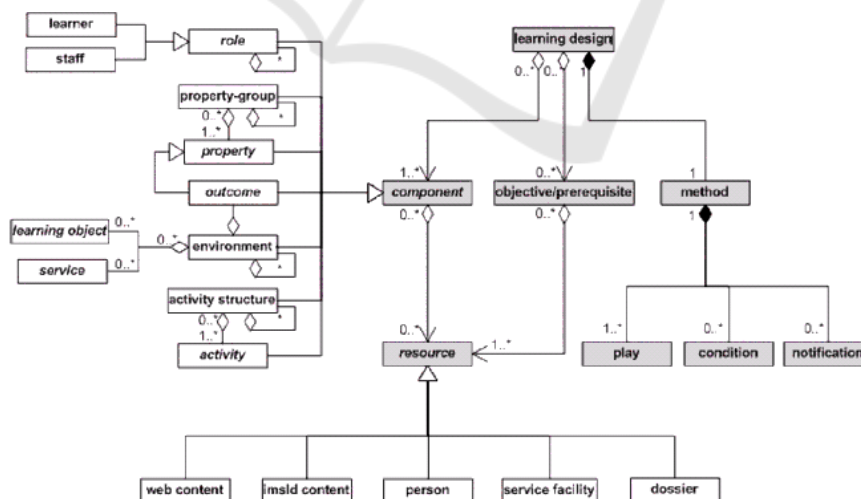 learner
staff
role
*
property-group
0..*
*
1..*
property
outcome
learning object
0..*
0..*
environment
service
0..*
*
activity structure
0..*
*
1..*
activity
learning design
0..*
0..*
1
1..*
0..*
1
component
objective/prerequisite
method
0..*
0..*
1
0..*
1..*
1..*
0..*
0..*
resource
play
condition
notification
web content
imsld content
person
service facility
dossier